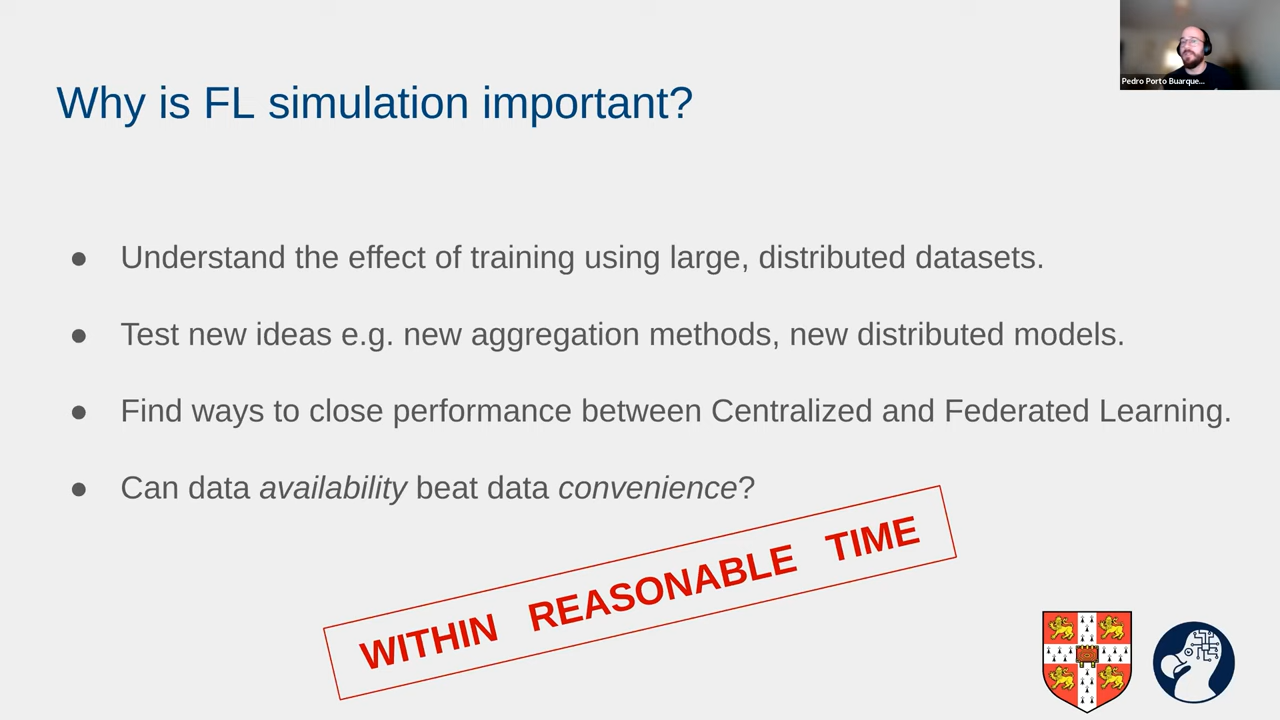 Pedro Porto Buarque...
Why is FL simulation important?
● Understand the effect of training using large, distributed datasets.
● Test new ideas e.g. new aggregation methods, new distributed models.
● Find ways to close performance between Centralized and Federated Learning.
● Can data availability beat data convenience?
WITHIN REASONABLE TIME